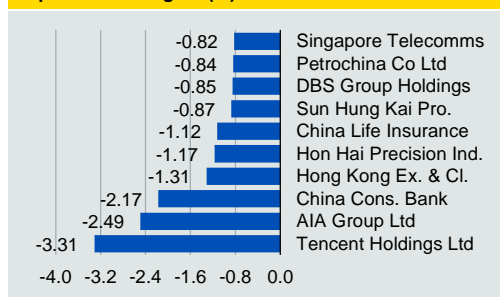 -0.82 Singapore Telecomms
-0.84 Petrochina Co Ltd
-0.85 DBS Group Holdings
-0.87 Sun Hung Kai Pro.
-1.12 China Life Insurance
-1.17 Hon Hai Precision Ind.
-1.31 Hong Kong Ex. & Cl.
-2.17 China Cons. Bank
-2.49 AIA Group Ltd
-3.31 Tencent Holdings Ltd
-4.0 -3.2 -2.4 -1.6 -0.8 0.0